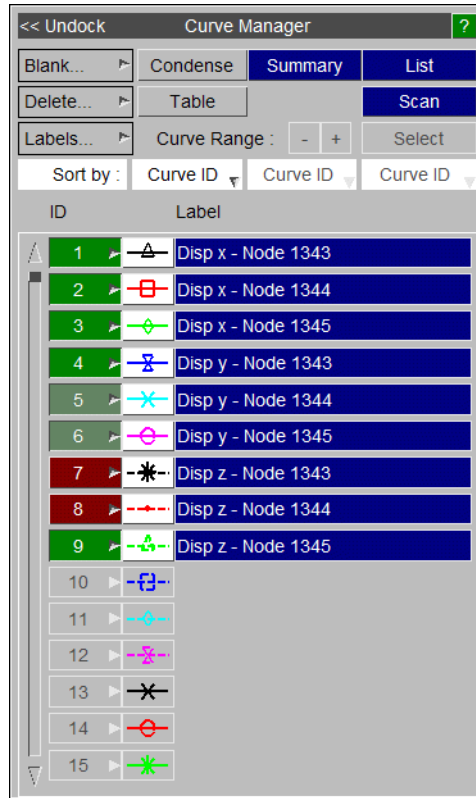 << Undock Curve Manager ?
Blank... Condense Summary List
Delete... Table Scan
Labels... Curve Range : - + Select
Sort by : Curve ID Curve ID Curve ID
ID Label
1 Disp x - Node 1343
2 Disp x - Node 1344
3 Disp x - Node 1345
4 Disp y - Node 1343
5 Disp y - Node 1344
6 Disp y - Node 1345
7 Disp z - Node 1343
8 Disp z - Node 1344
9 Disp z - Node 1345
10
11
12
13
14
15